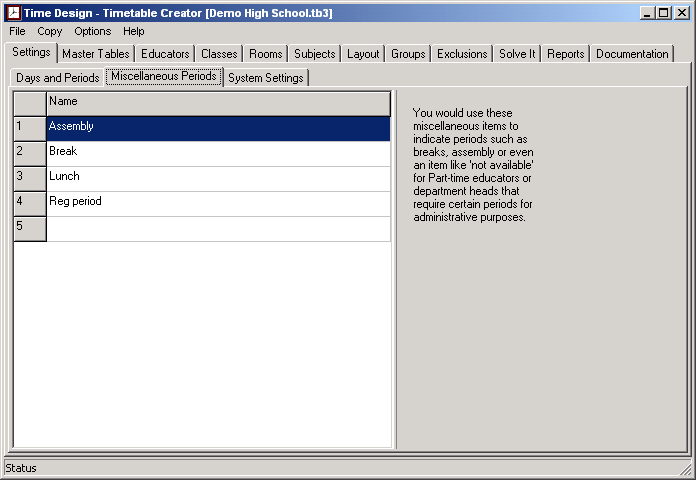 Time Design - Timetable Creator [Demo High School.tb3]
File Copy Options Help
Settings Master Tables Educators Classes Rooms Subjects Layout Groups Exclusions Solve It Reports Documentation
Days and Periods Miscellaneous Periods System Settings
Name
1 Assembly
2 Break
3 Lunch
4 Reg period
5
You would use these
miscellaneous items to
indicate periods such as
breaks, assembly or even
an item like 'not available'
for Part-time educators or
department heads that
require certain periods for
administrative purposes.
Status